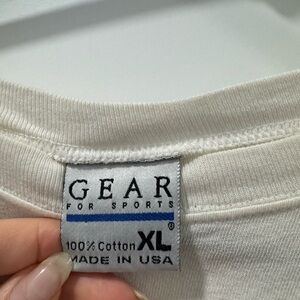 GEAR
FOR SPORTS
®
100% Cotton XL
MADE IN USA